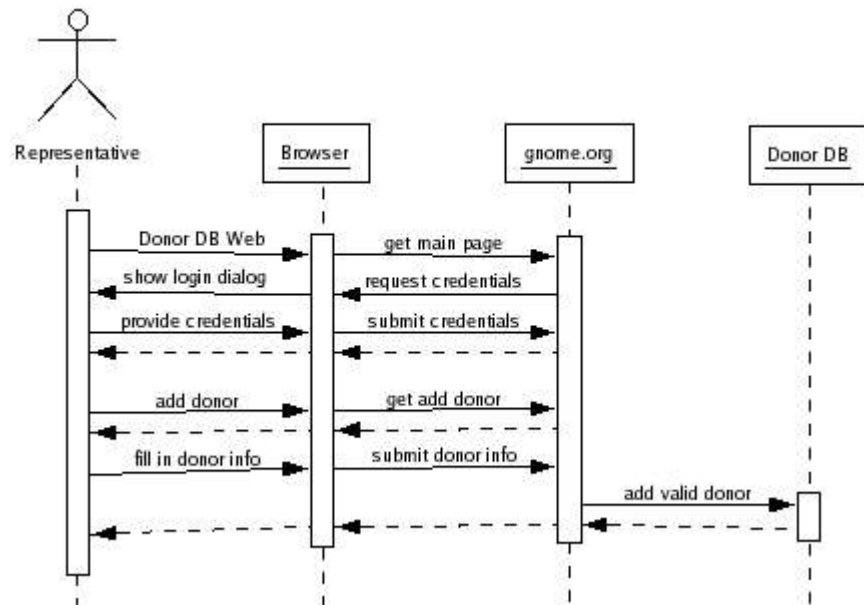 Representative
Browser
gnome.org
Donor DB
Donor DB Web
get main page
show login dialog
request credentials
provide credentials
submit credentials
add donor
get add donor
fill in donor info
submit donor info
add valid donor